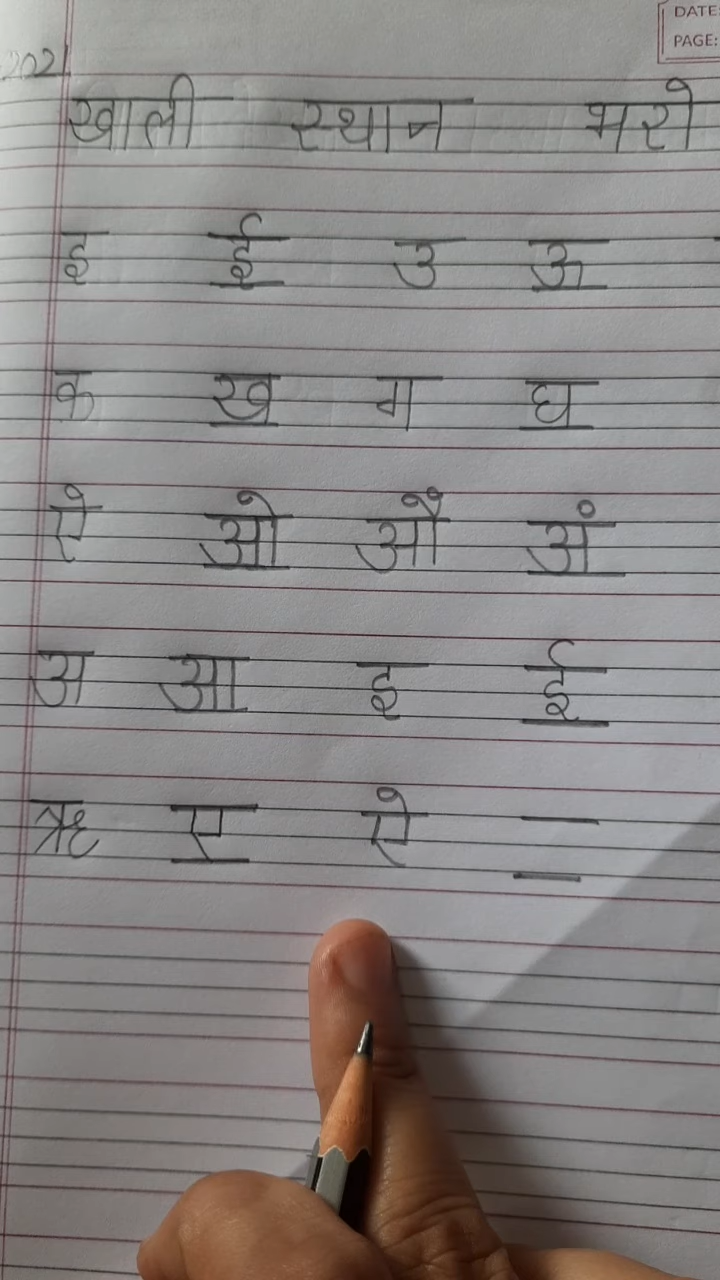 DATE:
PAGE:
2021
खाली स्थान भरो
इ ई उ ऊ
क ख ग घ
ऐ ओ औ अं
अ आ इ ई
ऋ ए ऐ